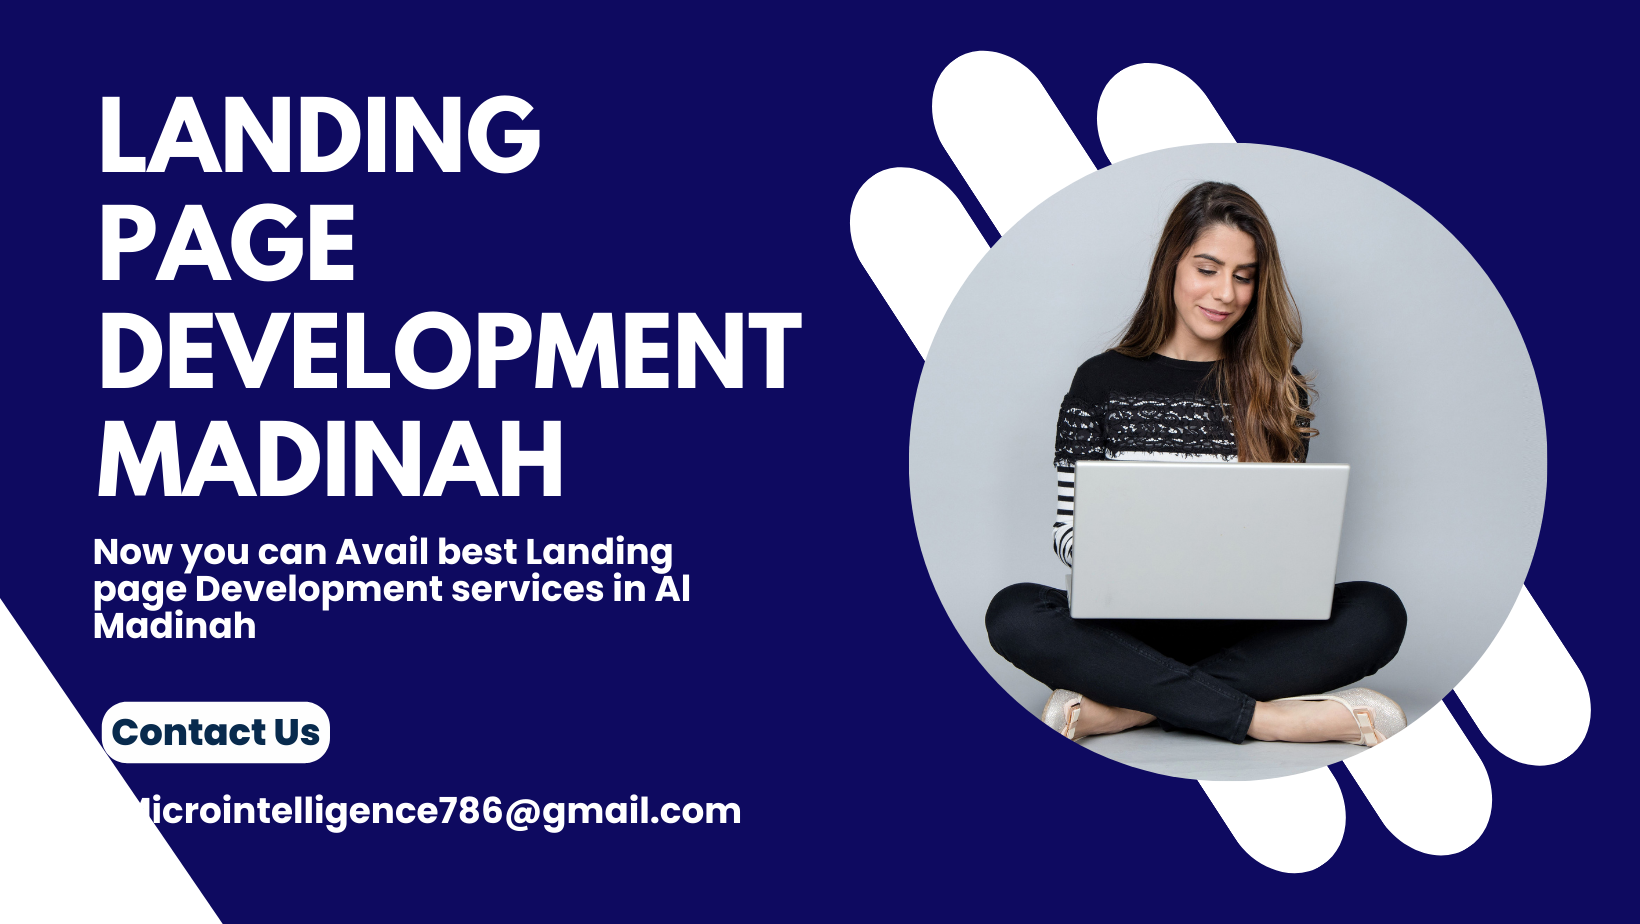 LANDING
PAGE
DEVELOPMENT
MADINAH
Now you can Avail best Landing
page Development services in Al
Madinah
Contact Us
Microintelligence786@gmail.com